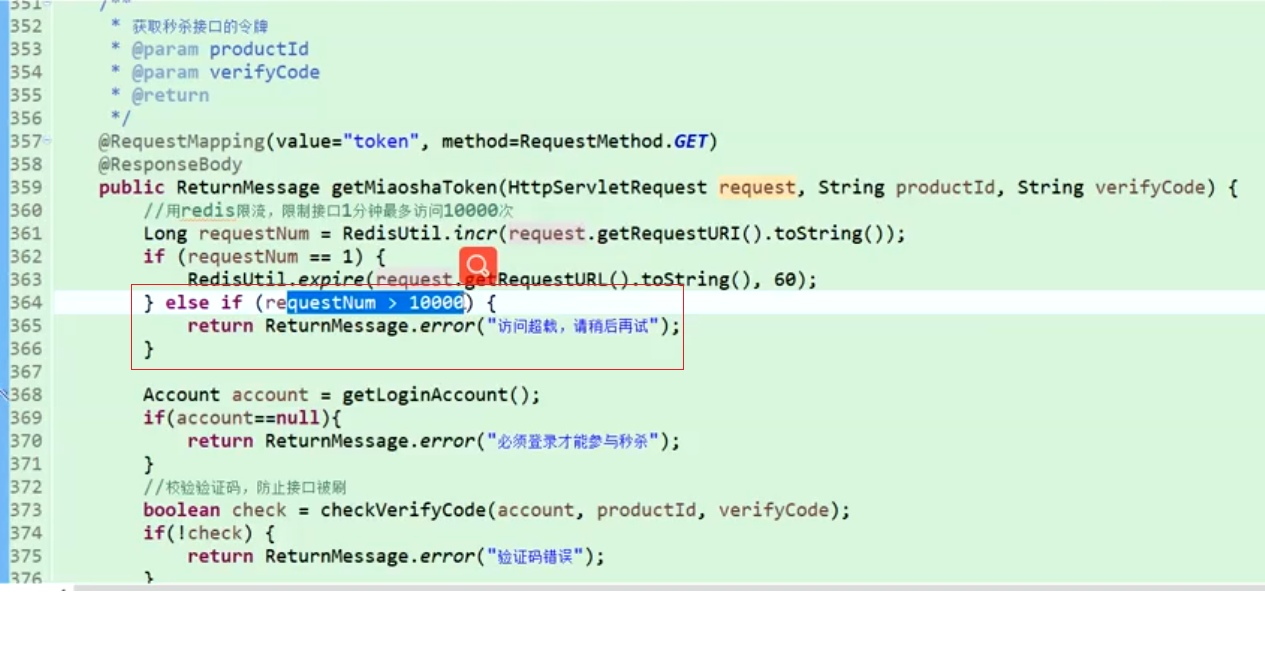 351 /**
352 * 获取秒杀接口的令牌
353 * @param productId
354 * @param verifyCode
355 * @return
356 */
357 @RequestMapping(value="token", method=RequestMethod.GET)
358 @ResponseBody
359 public ReturnMessage getMiaoshaToken(HttpServletRequest request, String productId, String verifyCode) {
360 //用redis限流，限制接口1分钟最多访问10000次
361 Long requestNum = RedisUtil.incr(request.getRequestURI().toString());
362 if (requestNum == 1) {
363 RedisUtil.expire(request.getRequestURL().toString(), 60);
364 } else if (requestNum > 10000) {
365 return ReturnMessage.error("访问超载，请稍后再试");
366 }
367
368 Account account = getLoginAccount();
369 if(account==null){
370 return ReturnMessage.error("必须登录才能参与秒杀");
371 }
372 //校验验证码，防止接口被刷
373 boolean check = checkVerifyCode(account, productId, verifyCode);
374 if(!check) {
375 return ReturnMessage.error("验证码错误");
376 }